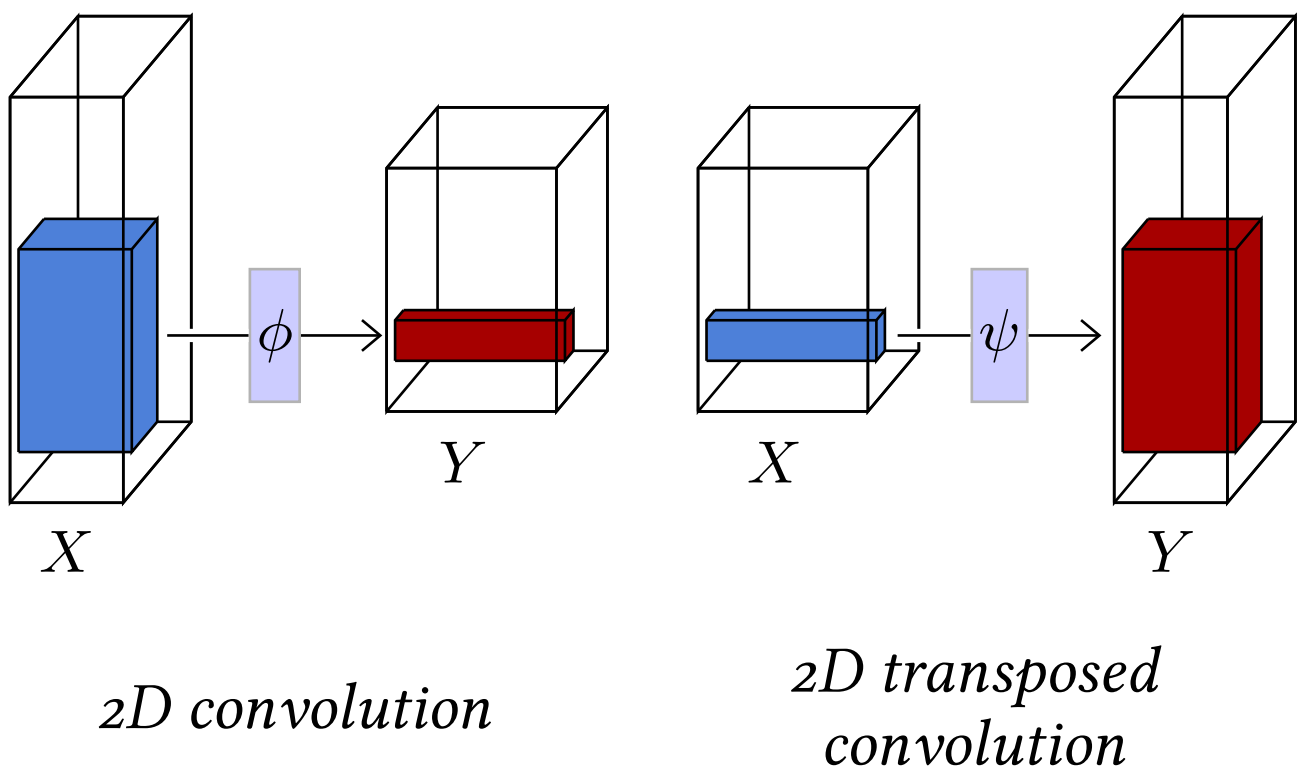 ϕ
ψ
Y
X
X
Y
2D convolution
2D transposed
convolution